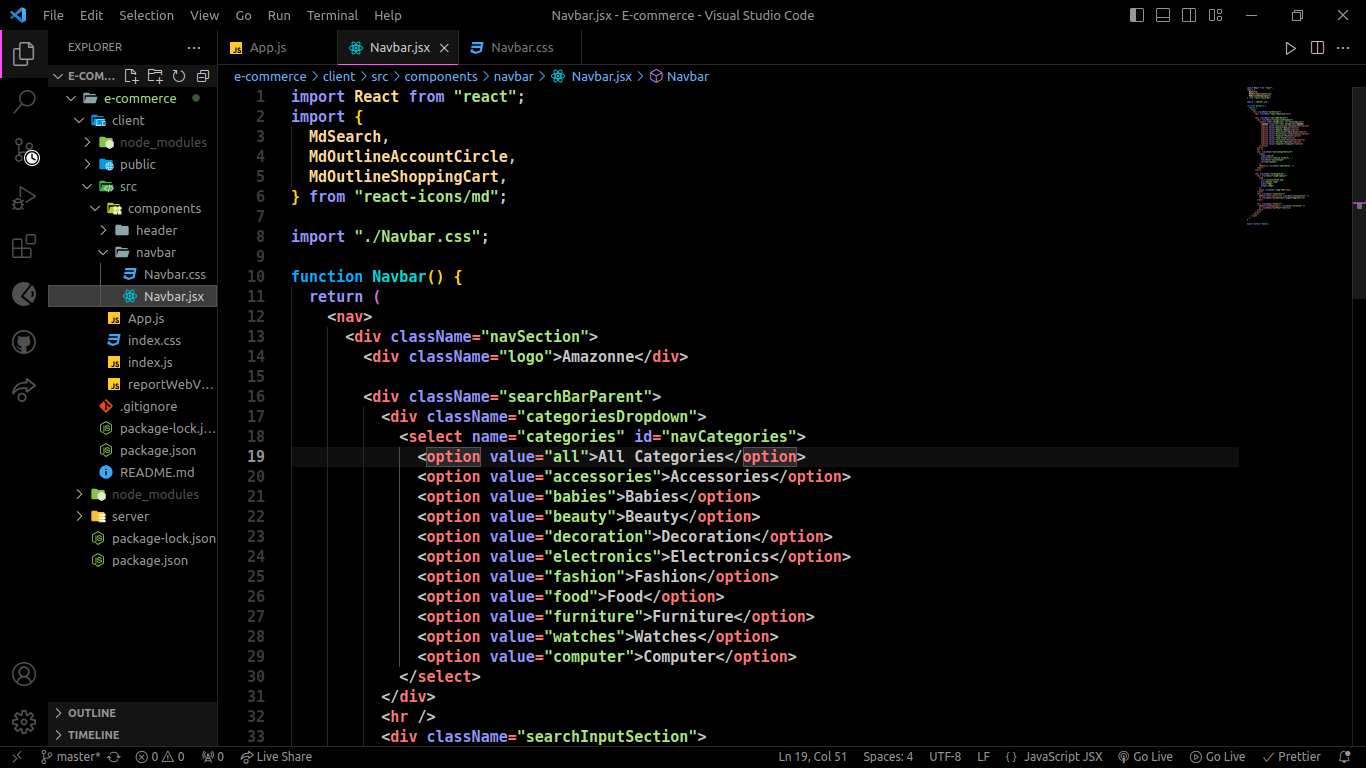 File Edit Selection View Go Run Terminal Help
Navbar.jsx - E-commerce - Visual Studio Code
EXPLORER
E-COM...
e-commerce
client
node_modules
public
src
components
header
navbar
Navbar.css
Navbar.jsx
App.js
index.css
index.js
reportWebV...
.gitignore
package-lock.j...
package.json
README.md
node_modules
server
package-lock.json
package.json
OUTLINE
TIMELINE
App.js Navbar.jsx Navbar.css
e-commerce > client > src > components > navbar > Navbar.jsx > Navbar
1 import React from "react";
2 import {
3 MdSearch,
4 MdOutlineAccountCircle,
5 MdOutlineShoppingCart,
6 } from "react-icons/md";
7
8 import "./Navbar.css";
9
10 function Navbar() {
11 return (
12 <nav>
13 <div className="navSection">
14 <div className="logo">Amazonne</div>
15
16 <div className="searchBarParent">
17 <div className="categoriesDropdown">
18 <select name="categories" id="navCategories">
19 <option value="all">All Categories</option>
20 <option value="accessories">Accessories</option>
21 <option value="babies">Babies</option>
22 <option value="beauty">Beauty</option>
23 <option value="decoration">Decoration</option>
24 <option value="electronics">Electronics</option>
25 <option value="fashion">Fashion</option>
26 <option value="food">Food</option>
27 <option value="furniture">Furniture</option>
28 <option value="watches">Watches</option>
29 <option value="computer">Computer</option>
30 </select>
31 </div>
32 <hr />
33 <div className="searchInputSection">
master* 0 0 0 Live Share Ln 19, Col 51 Spaces: 4 UTF-8 LF {} JavaScript JSX Go Live Go Live Prettier